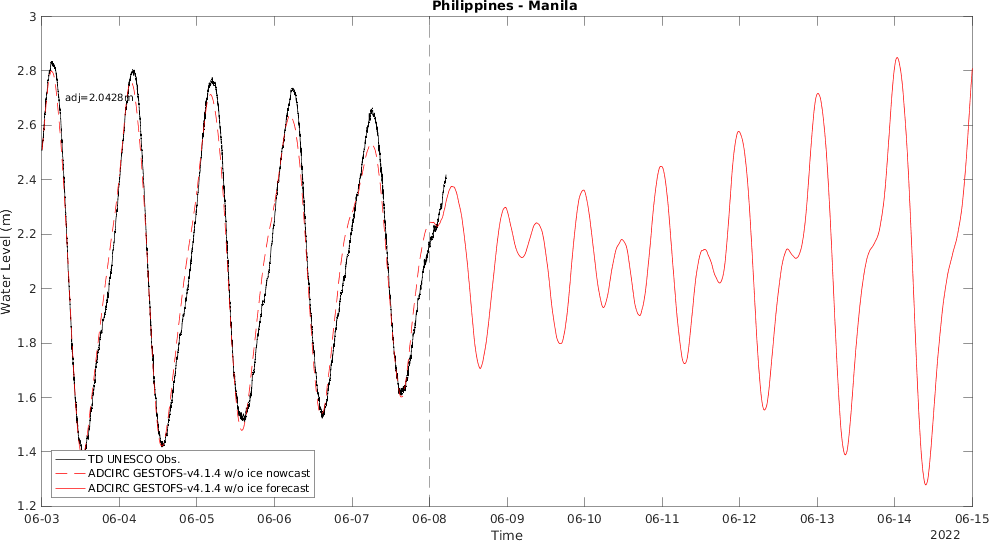 Philippines - Manila
3
2.8
2.6
2.4
2.2
2
1.8
1.6
1.4
1.2
Water Level (m)
adj=2.0428m
TD UNESCO Obs.
ADCIRC GESTOFS-v4.1.4 w/o ice nowcast
ADCIRC GESTOFS-v4.1.4 w/o ice forecast
06-03 06-04 06-05 06-06 06-07 06-08 06-09 06-10 06-11 06-12 06-13 06-14 06-15
Time
2022